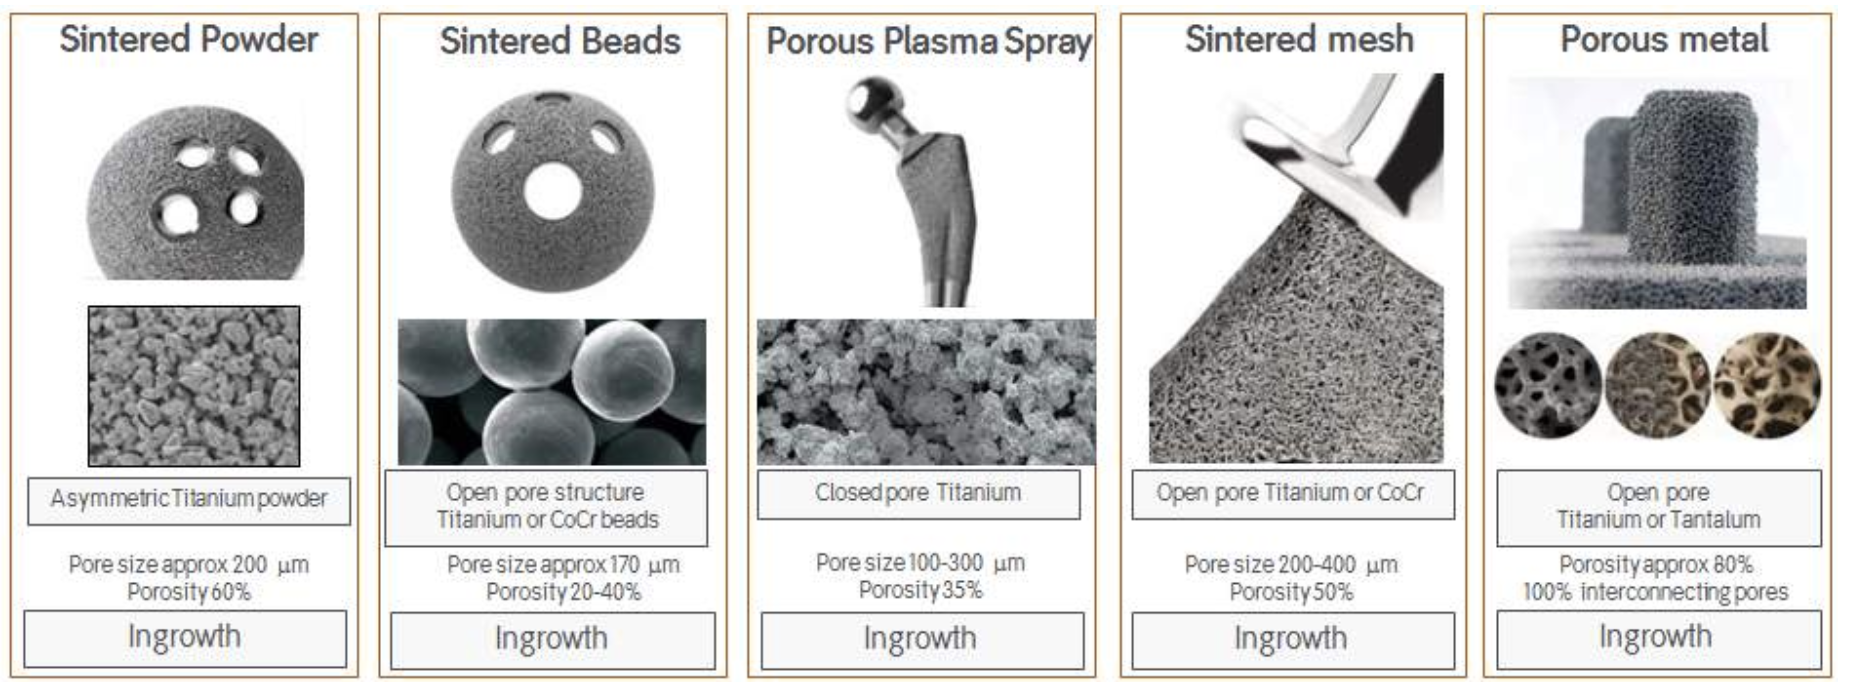 Sintered Powder
Asymmetric Titanium powder
Pore size approx 200 μm
Porosity 60%
Ingrowth
Sintered Beads
Open pore structure
Titanium or CoCr beads
Pore size approx 170 μm
Porosity 20-40%
Ingrowth
Porous Plasma Spray
Closed pore Titanium
Pore size 100-300 μm
Porosity 35%
Ingrowth
Sintered mesh
Open pore Titanium or CoCr
Pore size 200-400 μm
Porosity 50%
Ingrowth
Porous metal
Open pore
Titanium or Tantalum
Porosity approx 80%
100% interconnecting pores
Ingrowth